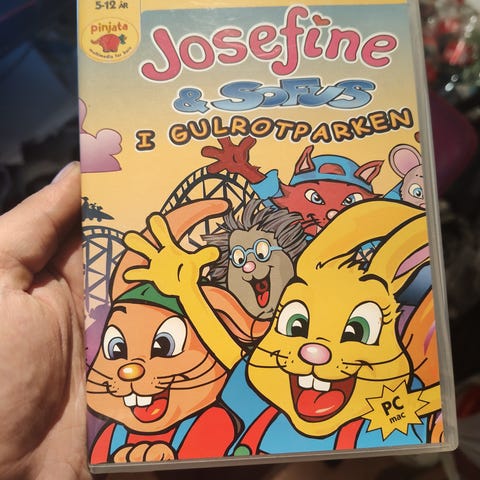 5-12 ÅR
pinjata
multimedia for barn
Josefine
& SOFUS
I GULROTPARKEN
PC
mac